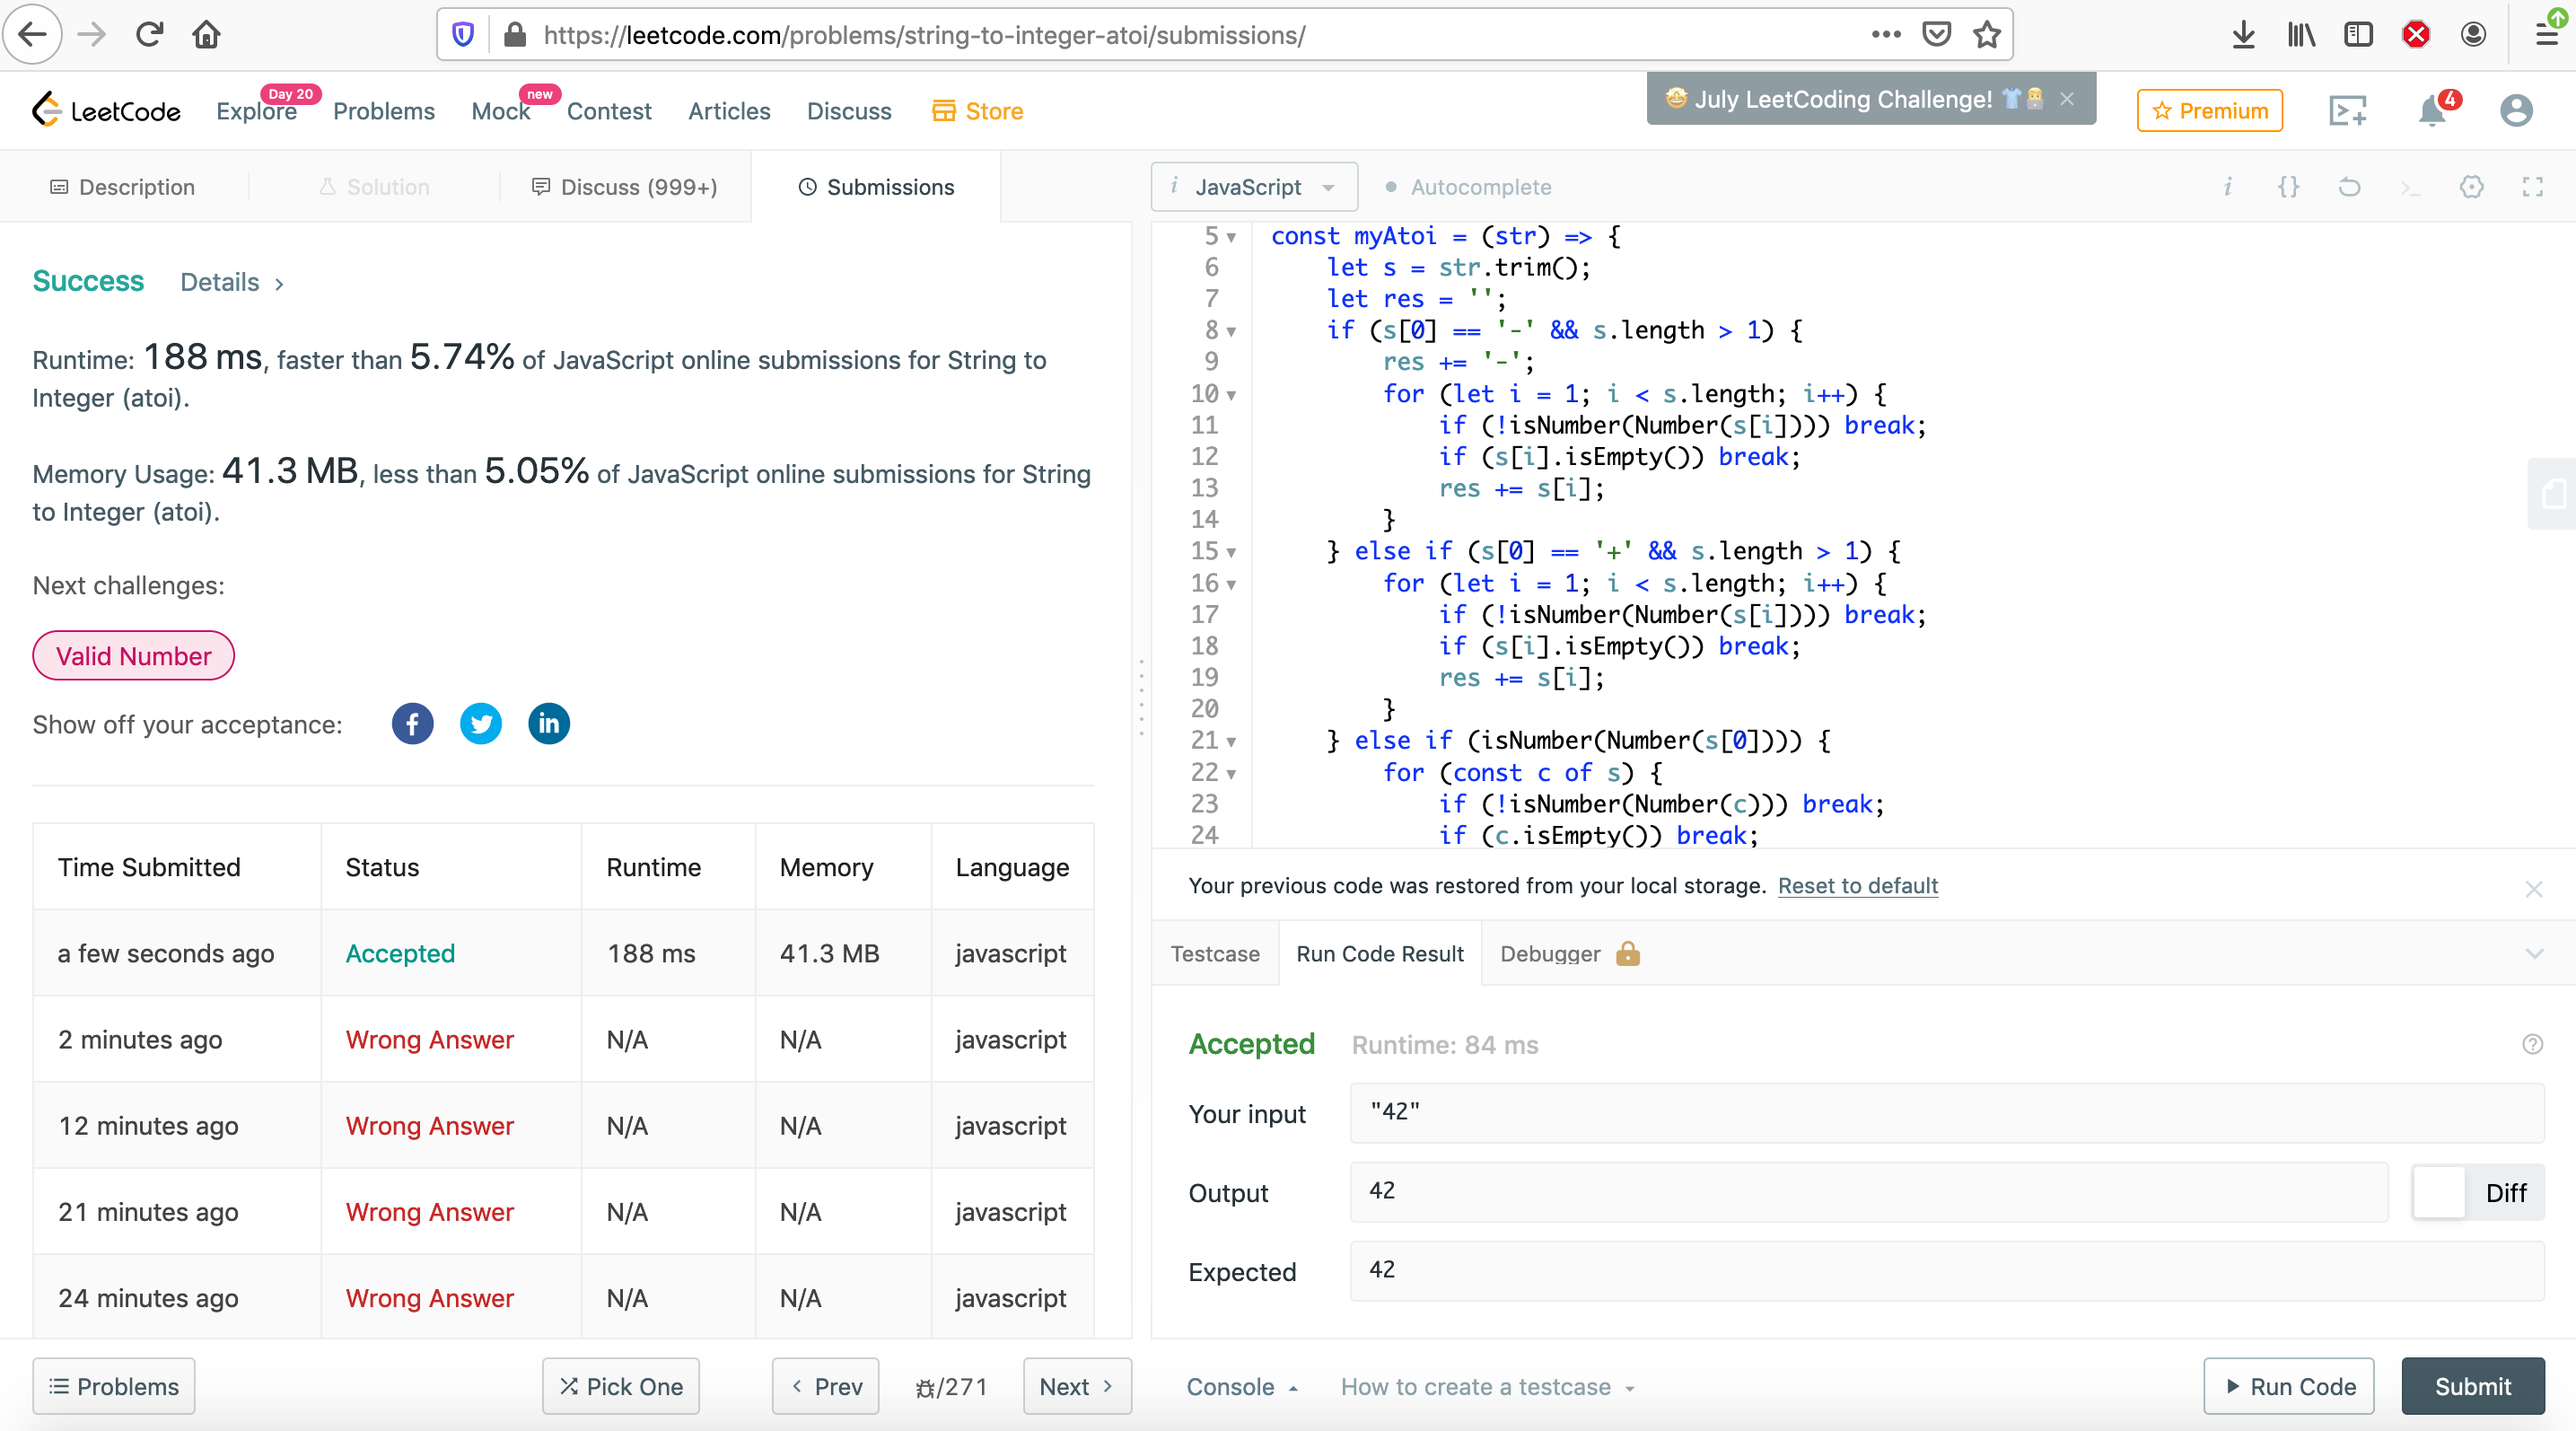 https://leetcode.com/problems/string-to-integer-atoi/submissions/
LeetCode
Explore
Day 20
Problems
Mock
new
Contest
Articles
Discuss
Store
July LeetCoding Challenge!
Premium
4
Description
Solution
Discuss (999+)
Submissions
Success
Details >
Runtime: 188 ms, faster than 5.74% of JavaScript online submissions for String to
Integer (atoi).
Memory Usage: 41.3 MB, less than 5.05% of JavaScript online submissions for String
to Integer (atoi).
Next challenges:
Valid Number
Show off your acceptance:
Time Submitted Status Runtime Memory Language
a few seconds ago Accepted 188 ms 41.3 MB javascript
2 minutes ago Wrong Answer N/A N/A javascript
12 minutes ago Wrong Answer N/A N/A javascript
21 minutes ago Wrong Answer N/A N/A javascript
24 minutes ago Wrong Answer N/A N/A javascript
Problems
Pick One
< Prev
/271
Next >
i JavaScript
Autocomplete
i {}
5 const myAtoi = (str) => {
6 let s = str.trim();
7 let res = '';
8 if (s[0] == '-' && s.length > 1) {
9 res += '-';
10 for (let i = 1; i < s.length; i++) {
11 if (!isNumber(Number(s[i]))) break;
12 if (s[i].isEmpty()) break;
13 res += s[i];
14 }
15 } else if (s[0] == '+' && s.length > 1) {
16 for (let i = 1; i < s.length; i++) {
17 if (!isNumber(Number(s[i]))) break;
18 if (s[i].isEmpty()) break;
19 res += s[i];
20 }
21 } else if (isNumber(Number(s[0]))) {
22 for (const c of s) {
23 if (!isNumber(Number(c))) break;
24 if (c.isEmpty()) break;
Your previous code was restored from your local storage. Reset to default
Testcase
Run Code Result
Debugger
Accepted Runtime: 84 ms
Your input "42"
Output 42
Diff
Expected 42
Console
How to create a testcase
Run Code
Submit